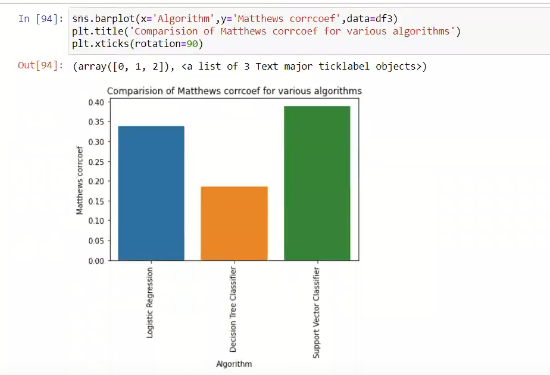 In [94]: sns.barplot(x='Algorithm',y='Matthews corrcoef',data=df3)
plt.title('Comparision of Matthews corrcoef for various algorithms')
plt.xticks(rotation=90)
Out[94]: (array([0, 1, 2]), <a list of 3 Text major ticklabel objects>)
Comparision of Matthews corrcoef for various algorithms
0.40
0.35
0.30
0.25
0.20
0.15
0.10
0.05
0.00
Matthews corrcoef
Logistic Regression
Decision Tree Classifier
Support Vector Classifier
Algorithm